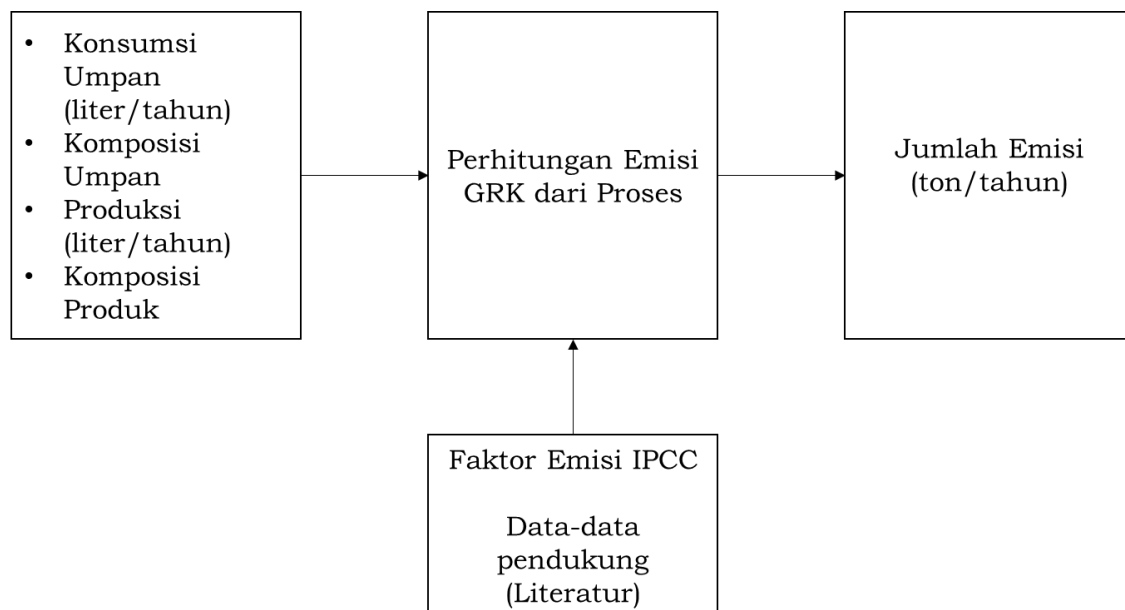 • Konsumsi
Umpan
(liter/tahun)
• Komposisi
Umpan
• Produksi
(liter/tahun)
• Komposisi
Produk
Perhitungan Emisi
GRK dari Proses
Jumlah Emisi
(ton/tahun)
Faktor Emisi IPCC
Data-data
pendukung
(Literatur)